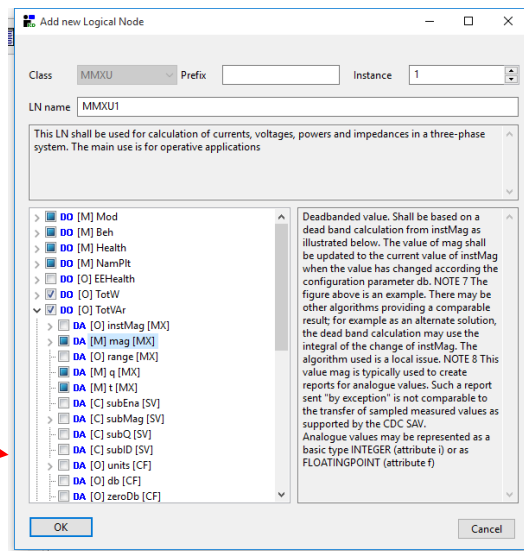 Add new Logical Node
Class MMXU Prefix Instance 1
LN name MMXU1
This LN shall be used for calculation of currents, voltages, powers and impedances in a three-phase
system. The main use is for operative applications
DO [M] Mod
DO [M] Beh
DO [M] Health
DO [M] NamPlt
DO [O] EEHealth
DO [O] TotW
DO [O] TotVAr
DA [O] instMag [MX]
DA [M] mag [MX]
DA [O] range [MX]
DA [M] q [MX]
DA [M] t [MX]
DA [C] subEna [SV]
DA [C] subMag [SV]
DA [C] subQ [SV]
DA [C] subID [SV]
DA [O] units [CF]
DA [O] db [CF]
DA [O] zeroDb [CF]
Deadbanded value. Shall be based on a
dead band calculation from instMag as
illustrated below. The value of mag shall
be updated to the current value of instMag
when the value has changed according the
configuration parameter db. NOTE 7 The
figure above is an example. There may be
other algorithms providing a comparable
result; for example as an alternate solution,
the dead band calculation may use the
integral of the change of instMag. The
algorithm used is a local issue. NOTE 8 This
value mag is typically used to create
reports for analogue values. Such a report
sent "by exception" is not comparable to
the transfer of sampled measured values as
supported by the CDC SAV.
Analogue values may be represented as a
basic type INTEGER (attribute i) or as
FLOATINGPOINT (attribute f)
OK
Cancel